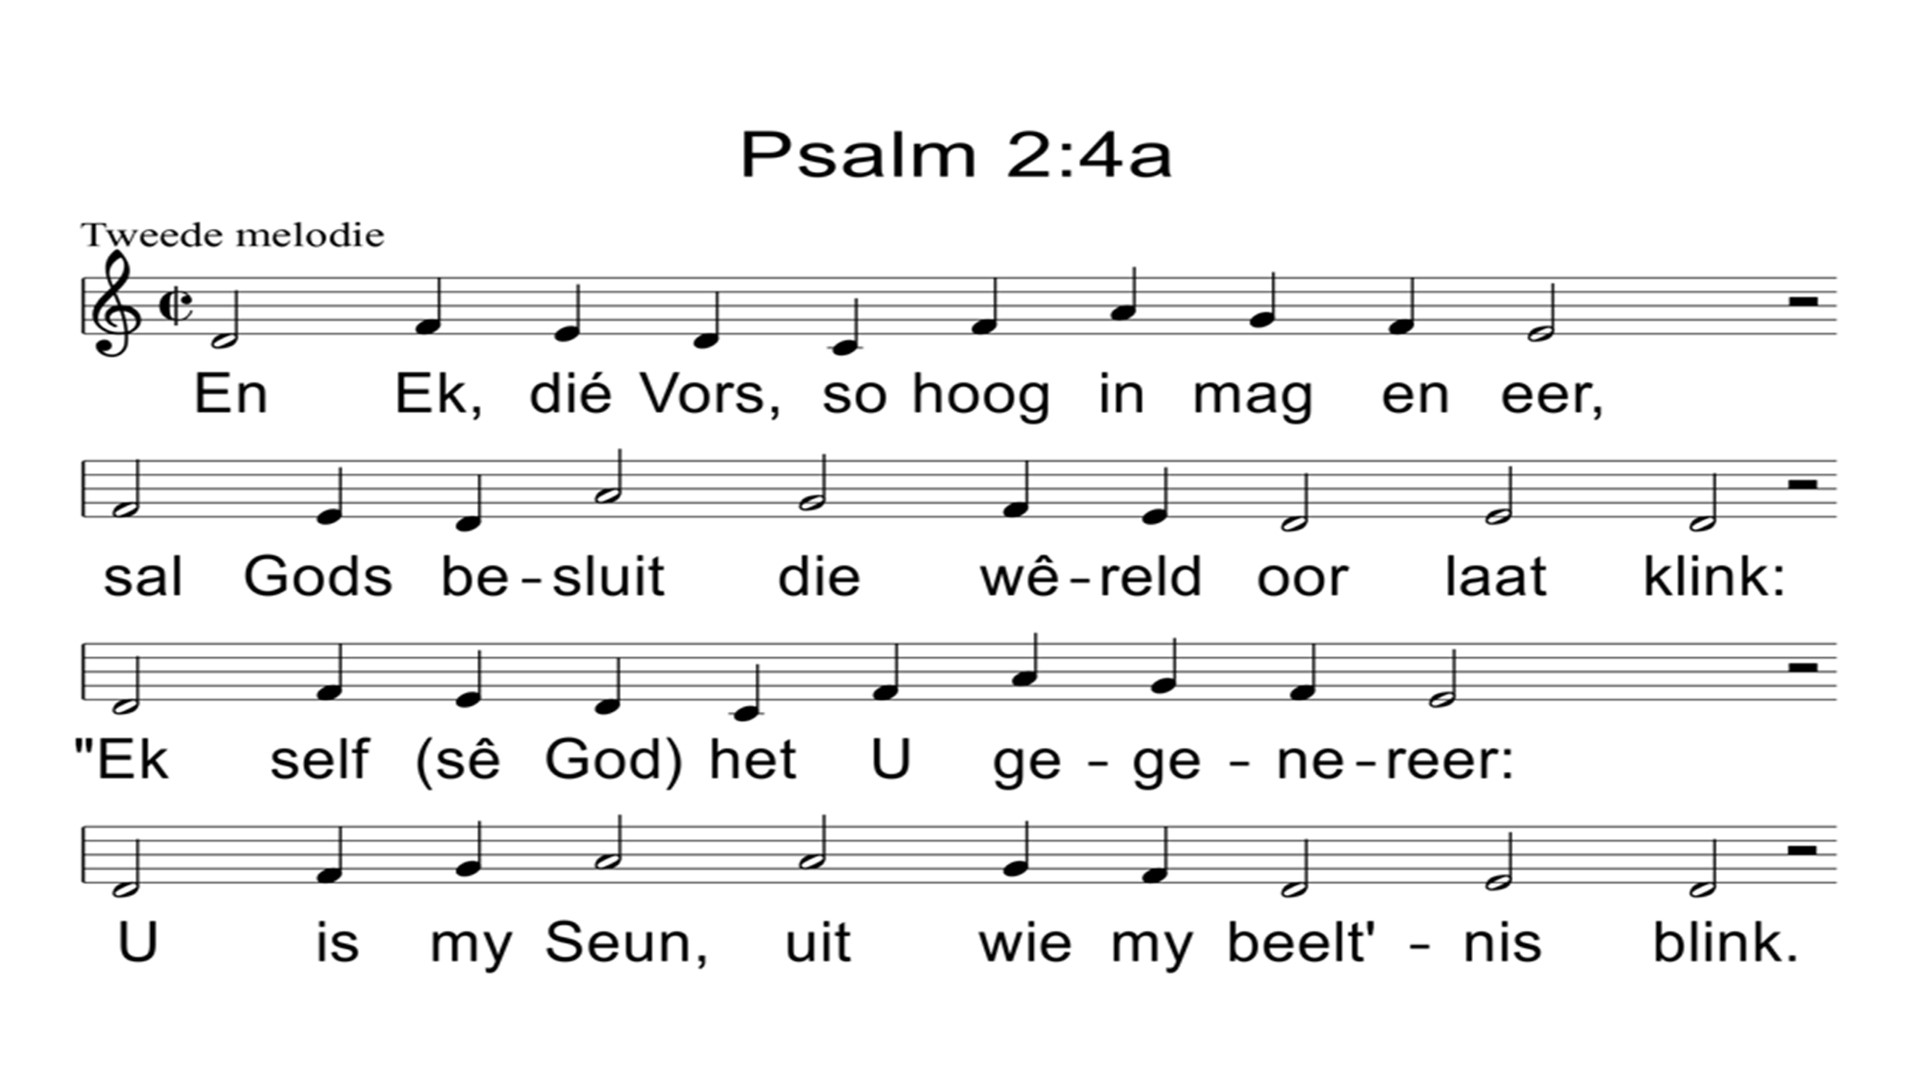 Psalm 2:4a
Tweede melodie
En Ek, dié Vors, so hoog in mag en eer,
sal Gods be-sluit die wê-reld oor laat klink:
"Ek self (sê God) het U ge-ge-ne-reer:
U is my Seun, uit wie my beelt'-nis blink.